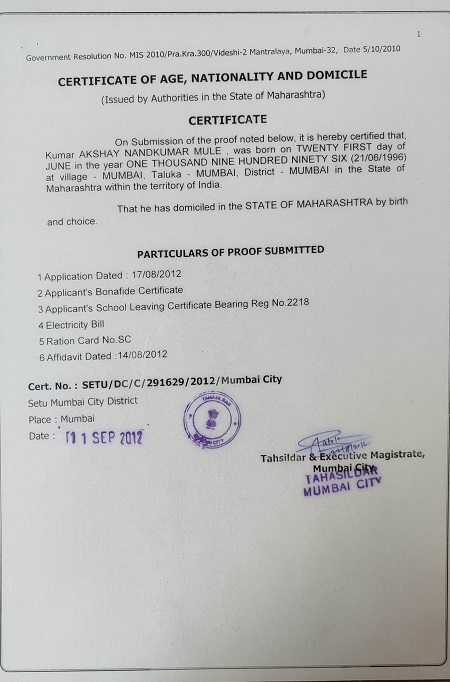 1
Government Resolution No. MIS 2010/Pra.Kra.300/Videshi-2 Mantralaya, Mumbai-32, Date 5/10/2010
CERTIFICATE OF AGE, NATIONALITY AND DOMICILE
(Issued by Authorities in the State of Maharashtra)
CERTIFICATE
On Submission of the proof noted below, it is hereby certified that,
Kumar AKSHAY NANDKUMAR MULE , was born on TWENTY FIRST day of
JUNE in the year ONE THOUSAND NINE HUNDRED NINETY SIX (21/06/1996)
at village - MUMBAI, Taluka - MUMBAI, District - MUMBAI in the State of
Maharashtra within the territory of India.
That he has domiciled in the STATE OF MAHARASHTRA by birth
and choice.
PARTICULARS OF PROOF SUBMITTED
1 Application Dated : 17/08/2012
2 Applicant's Bonafide Certificate
3 Applicant's School Leaving Certificate Bearing Reg No.2218
4 Electricity Bill
5 Ration Card No.SC
6 Affidavit Dated :14/08/2012
Cert. No. : SETU/DC/C/291629/2012/Mumbai City
Setu Mumbai City District
Place : Mumbai
Date : 11 SEP 2012
TAHASILDAR
MUMBAI CITY
Tahsildar & Executive Magistrate,
Mumbai City
TAHASILDAR
MUMBAI CITY